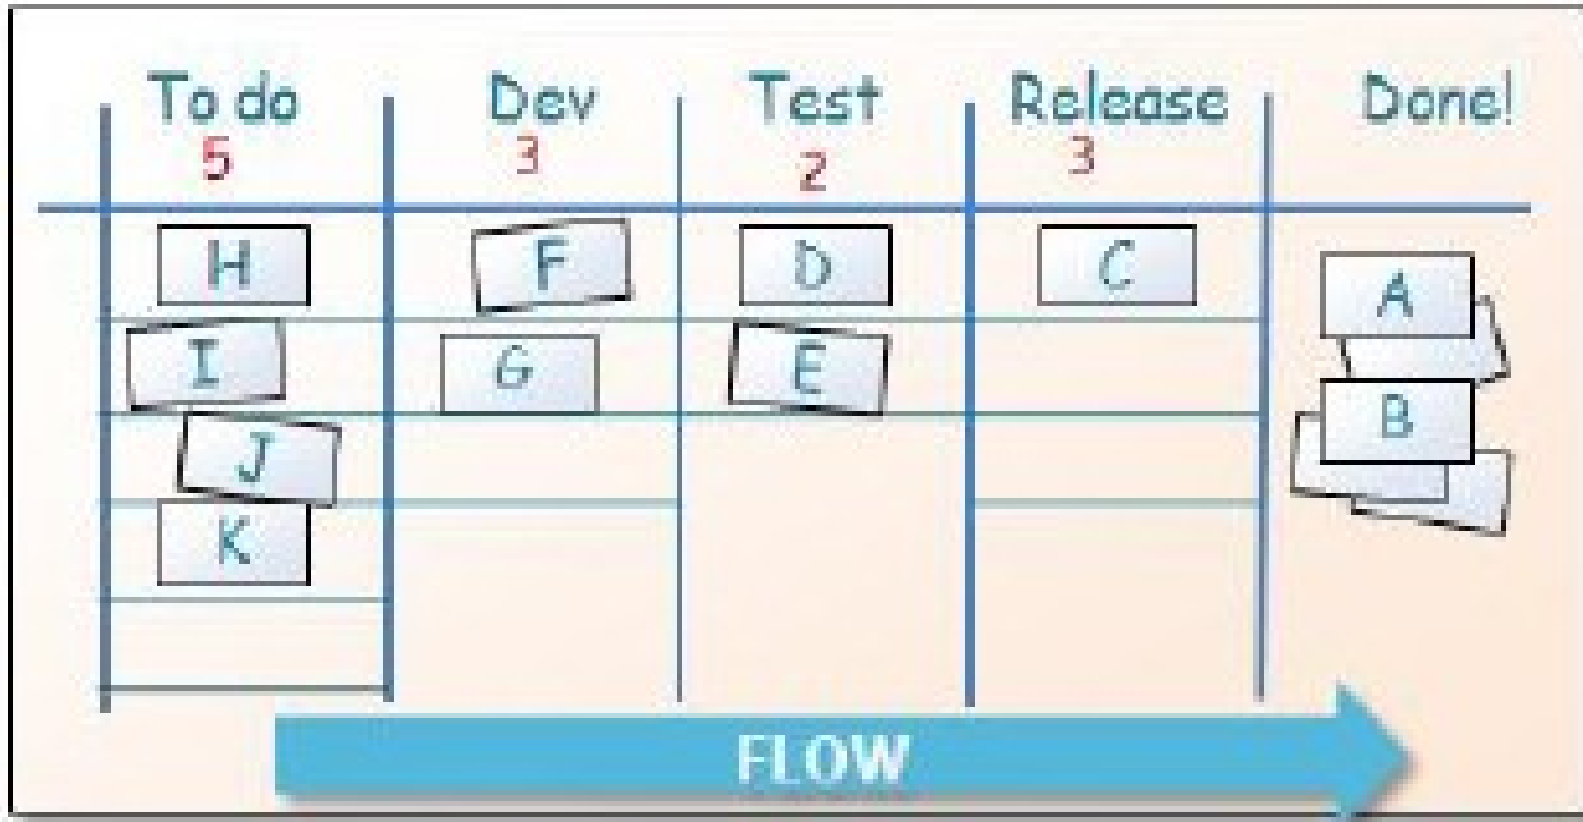 To do Dev Test Release Done!
5 3 2 3
H F D C A
I G E
B
J
K
FLOW